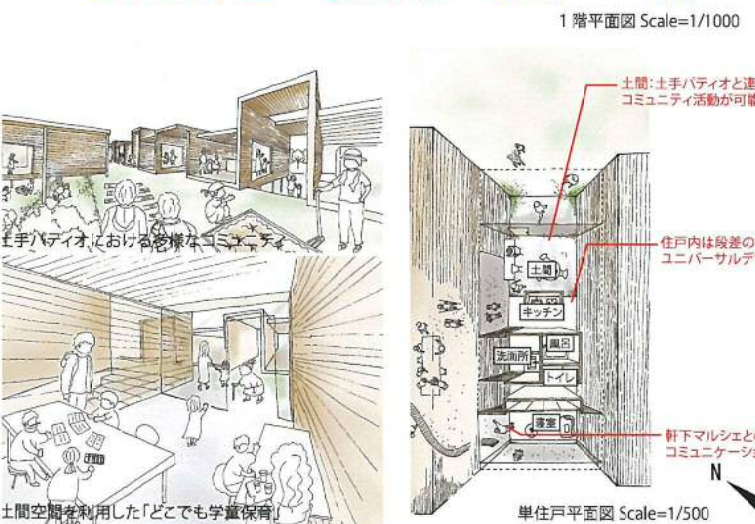 1階平面図 Scale=1/1000
土間:土手パティオと連
コミュニティ活動が可能
土手パティオにおける多様なコミュニティ
住戸内は段差の
ユニバーサルデ
土間
キッチン
風呂
洗面所
トイレ
寝室
軒下マルシェとの
コミュニケーショ
N
土間空間を利用した「どこでも学童保育」
単住戸平面図 Scale=1/500